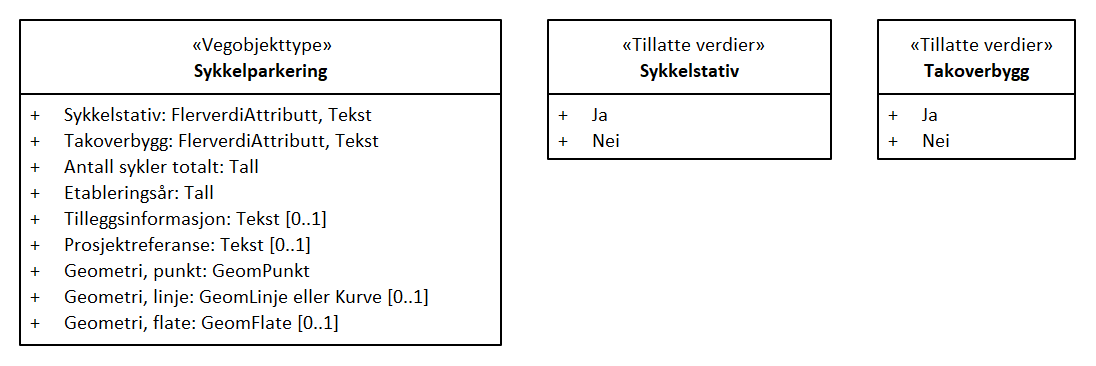 «Vegobjekttype»
Sykkelparkering
+ Sykkelstativ: FlerverdiAttributt, Tekst
+ Takoverbygg: FlerverdiAttributt, Tekst
+ Antall sykler totalt: Tall
+ Etableringsår: Tall
+ Tilleggsinformasjon: Tekst [0..1]
+ Prosjektreferanse: Tekst [0..1]
+ Geometri, punkt: GeomPunkt
+ Geometri, linje: GeomLinje eller Kurve [0..1]
+ Geometri, flate: GeomFlate [0..1]
«Tillatte verdier»
Sykkelstativ
+ Ja
+ Nei
«Tillatte verdier»
Takoverbygg
+ Ja
+ Nei